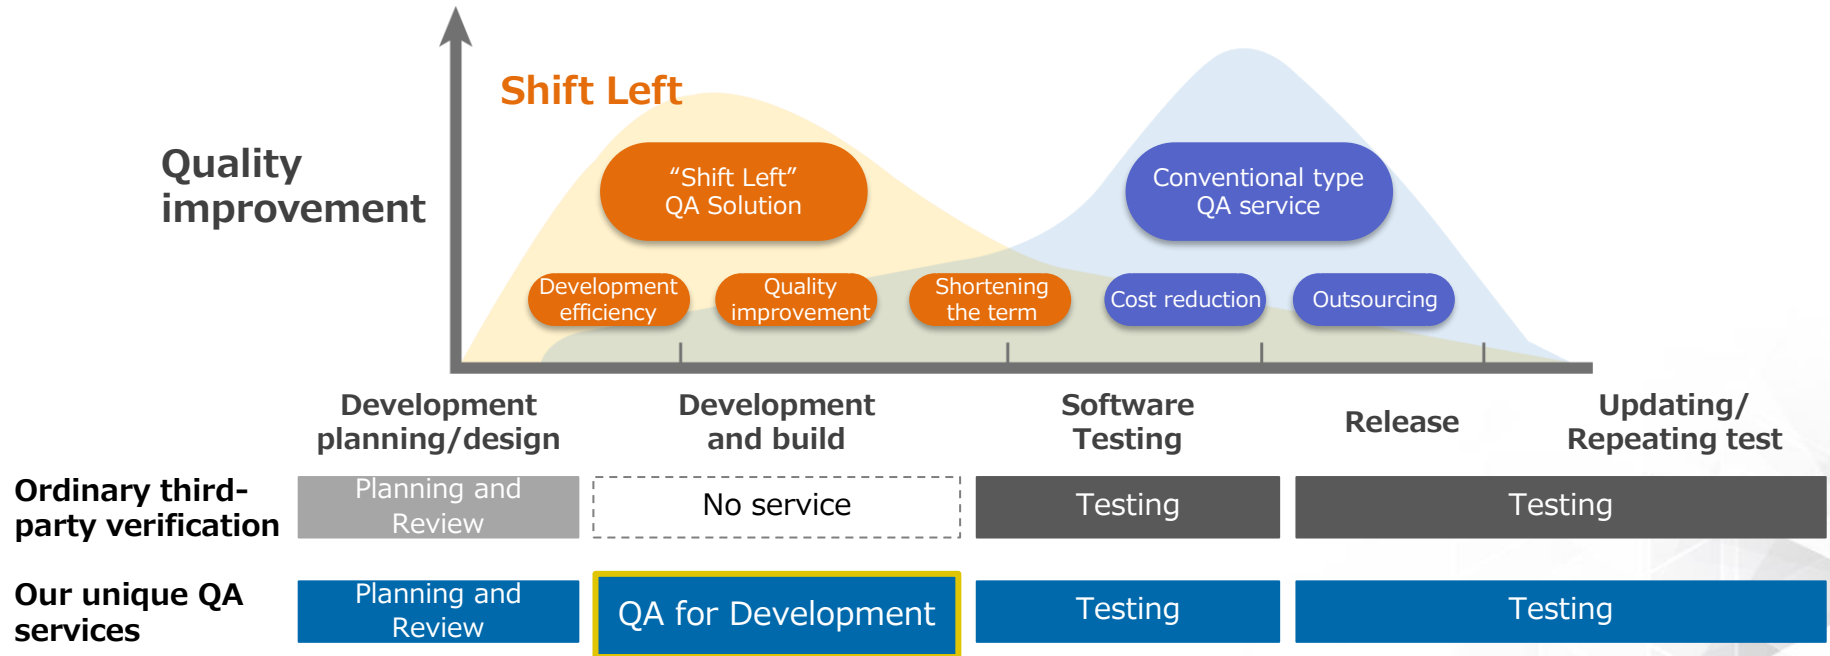 Shift Left
Quality
improvement
“Shift Left”
QA Solution
Conventional type
QA service
Development
efficiency
Quality
improvement
Shortening
the term
Cost reduction
Outsourcing
Development
planning/design
Development
and build
Software
Testing
Release
Updating/
Repeating test
Ordinary third-
party verification
Planning and
Review
No service
Testing
Testing
Our unique QA
services
Planning and
Review
QA for Development
Testing
Testing